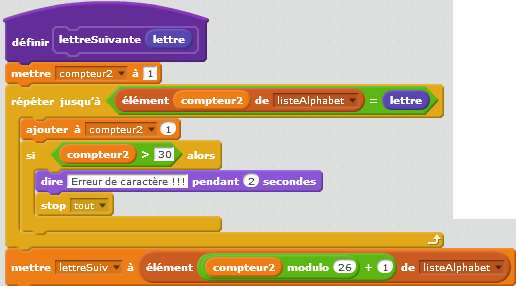 définir lettreSuivante lettre
mettre compteur2 à 1
répéter jusqu'à élément compteur2 de listeAlphabet = lettre
ajouter à compteur2 1
si compteur2 > 30 alors
dire Erreur de caractère !!! pendant 2 secondes
stop tout
mettre lettreSuiv à élément compteur2 modulo 26 + 1 de listeAlphabet